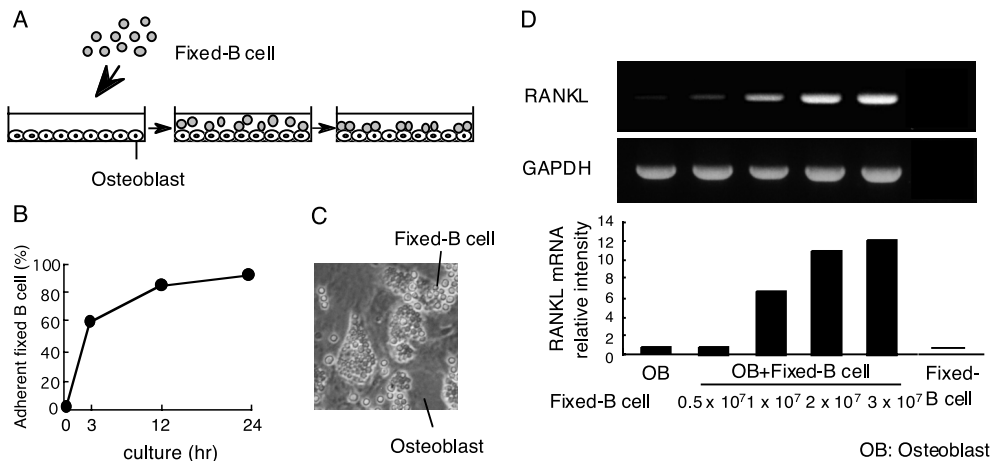 A
Fixed-B cell
Osteoblast
B
Adherent fixed B cell (%)
100
80
60
40
20
0
0 3 12 24
culture (hr)
C
Fixed-B cell
Osteoblast
D
RANKL
GAPDH
RANKL mRNA
relative intensity
14
12
10
8
6
4
2
0
OB OB+Fixed-B cell Fixed-
Fixed-B cell 0.5 x 10⁷ 1 x 10⁷ 2 x 10⁷ 3 x 10⁷ B cell
OB: Osteoblast